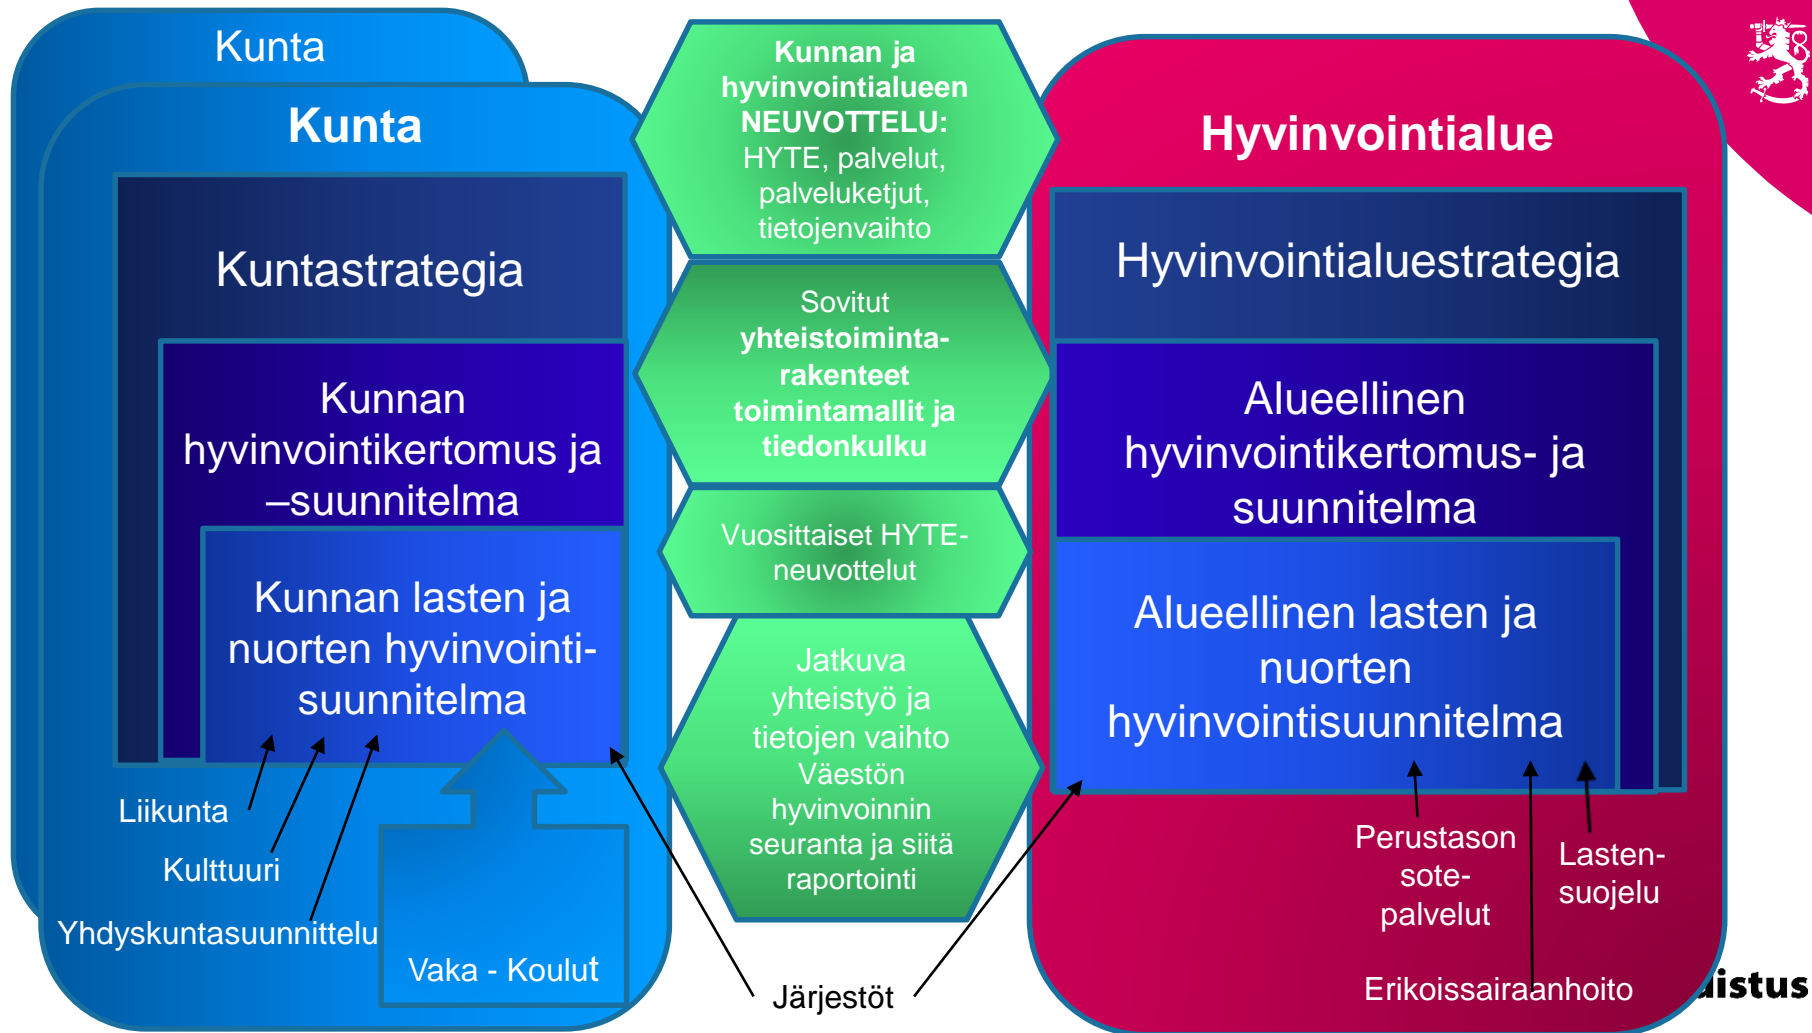 Kunta
Kunta
Kuntastrategia
Kunnan
hyvinvointikertomus ja
–suunnitelma
Kunnan lasten ja
nuorten hyvinvointi-
suunnitelma
Liikunta
Kulttuuri
Yhdyskuntasuunnittelu
Vaka - Koulut
Kunnan ja
hyvinvointialueen
NEUVOTTELU:
HYTE, palvelut,
palveluketjut,
tietojenvaihto
Sovitut
yhteistoiminta-
rakenteet
toimintamallit ja
tiedonkulku
Vuosittaiset HYTE-
neuvottelut
Jatkuva
yhteistyö ja
tietojen vaihto
Väestön
hyvinvoinnin
seuranta ja siitä
raportointi
Järjestöt
Hyvinvointialue
Hyvinvointialuestrategia
Alueellinen
hyvinvointikertomus- ja
suunnitelma
Alueellinen lasten ja
nuorten
hyvinvointisuunnitelma
Perustason
sote-
palvelut
Lasten-
suojelu
Erikoissairaanhoito